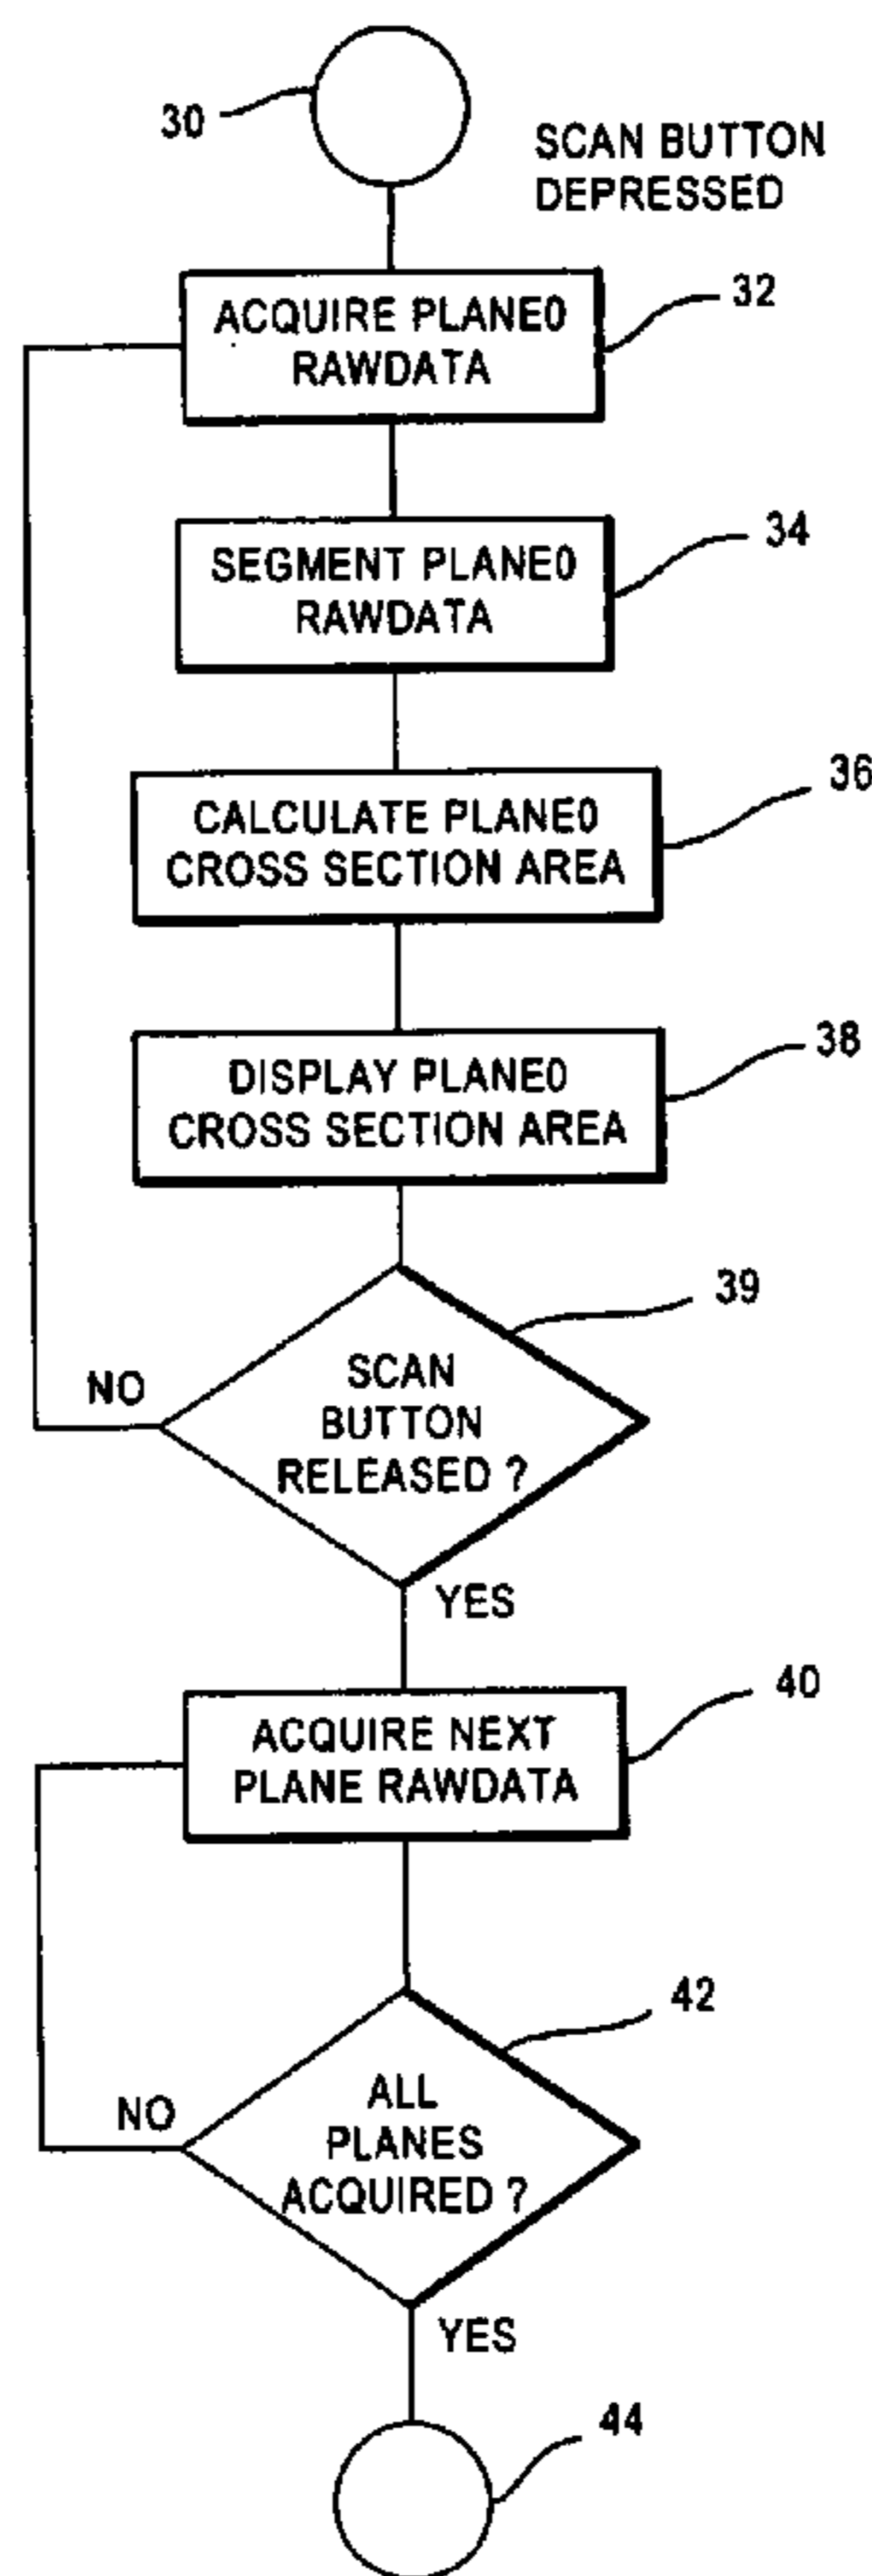 30
SCAN BUTTON
DEPRESSED
ACQUIRE PLANE0
RAWDATA
32
SEGMENT PLANE0
RAWDATA
34
CALCULATE PLANE0
CROSS SECTION AREA
36
DISPLAY PLANE0
CROSS SECTION AREA
38
39
SCAN
BUTTON
RELEASED ?
NO
YES
ACQUIRE NEXT
PLANE RAWDATA
40
42
ALL
PLANES
ACQUIRED ?
NO
YES
44